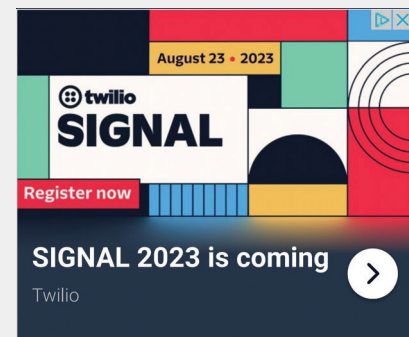 August 23 • 2023
twilio
SIGNAL
Register now
SIGNAL 2023 is coming
Twilio